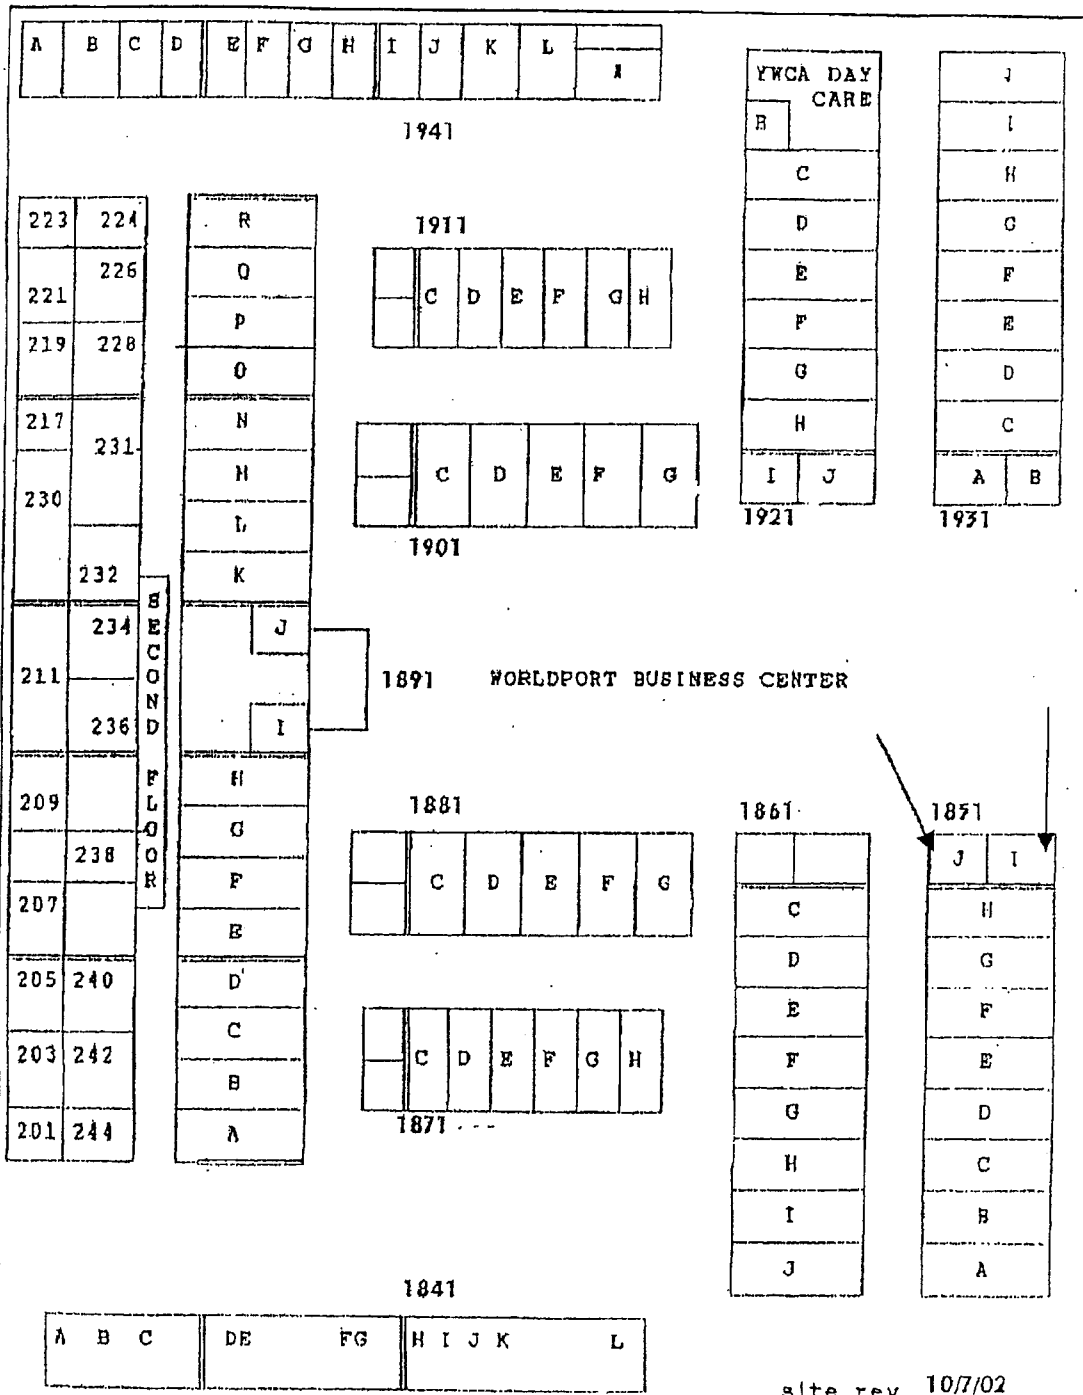 A B C D E F G H I J K L
A
1941
YWCA DAY
CARE
B
C
D
E
F
G
H
I J
1921
J
I
H
G
F
E
D
C
A B
1931
223 224
226
221
219 228
217
231
230
232
234
211
236
209
238
207
205 240
203 242
201 244
SECOND FLOOR
R
Q
P
O
N
M
L
K
J
I
H
G
F
E
D
C
B
A
1911
C D E F G H
C D E F G
1901
1891 WORLDPORT BUSINESS CENTER
1881
C D E F G
C D E F G H
1871
1861
C
D
E
F
G
H
I
J
1851
J I
H
G
F
E
D
C
B
A
1841
A B C DE FG H I J K L
site rev 10/7/02